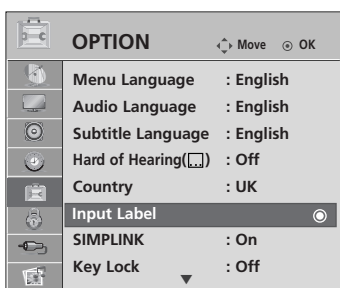 OPTION Move OK
Menu Language : English
Audio Language : English
Subtitle Language : English
Hard of Hearing( ) : Off
Country : UK
Input Label
SIMPLINK : On
Key Lock : Off